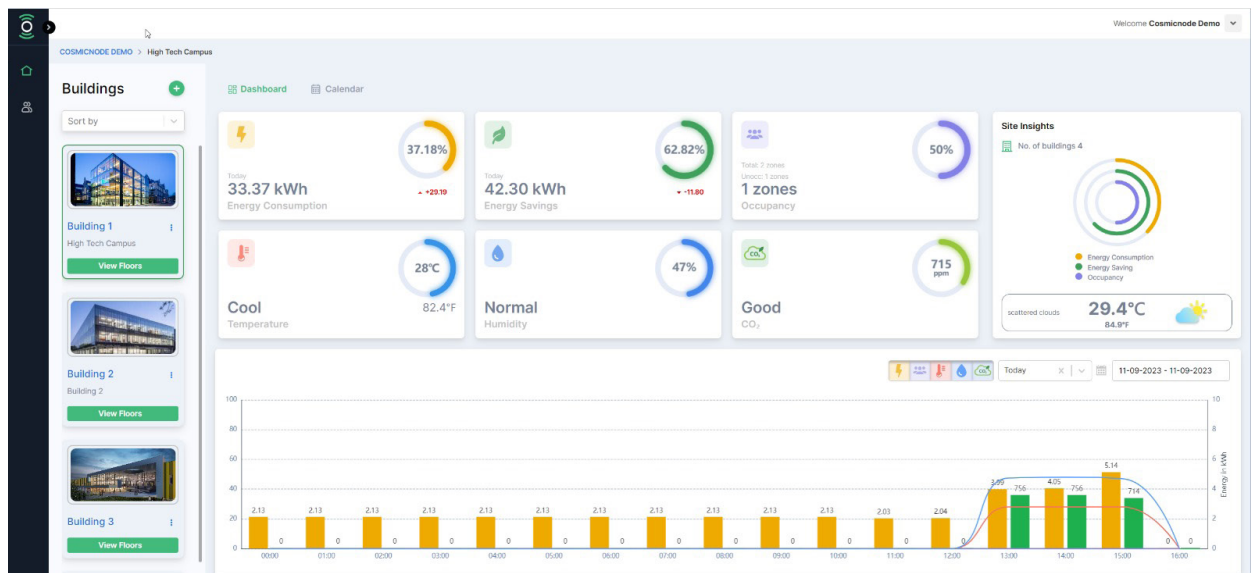 Welcome Cosmicnode Demo
COSMICNODE DEMO > High Tech Campus
Buildings
Sort by
Building 1
High Tech Campus
View Floors
Building 2
Building 2
View Floors
Building 3
View Floors
Dashboard
Calendar
37.18%
Today
33.37 kWh
+29.19
Energy Consumption
62.82%
Today
42.30 kWh
-11.80
Energy Savings
50%
Total: 2 zones
Unocc: 1 zones
1 zones
Occupancy
28°C
Cool
82.4°F
Temperature
47%
Normal
Humidity
CO₂
715
ppm
Good
CO₂
Site Insights
No. of buildings 4
Energy Consumption
Energy Saving
Occupancy
scattered clouds
29.4°C
84.9°F
CO₂
Today
x
11-09-2023 - 11-09-2023
100
80
60
40
20
0
10
8
6
4
2
0
Energy in kWh
2.13 2.13 2.13 2.13 2.13 2.13 2.13 2.13 2.13 2.13 2.13 2.03 2.04 3.99 4.05 5.14
0 0 0 0 0 0 0 0 0 0 0 0 0 756 756 714 0 0
00:00 01:00 02:00 03:00 04:00 05:00 06:00 07:00 08:00 09:00 10:00 11:00 12:00 13:00 14:00 15:00 16:00